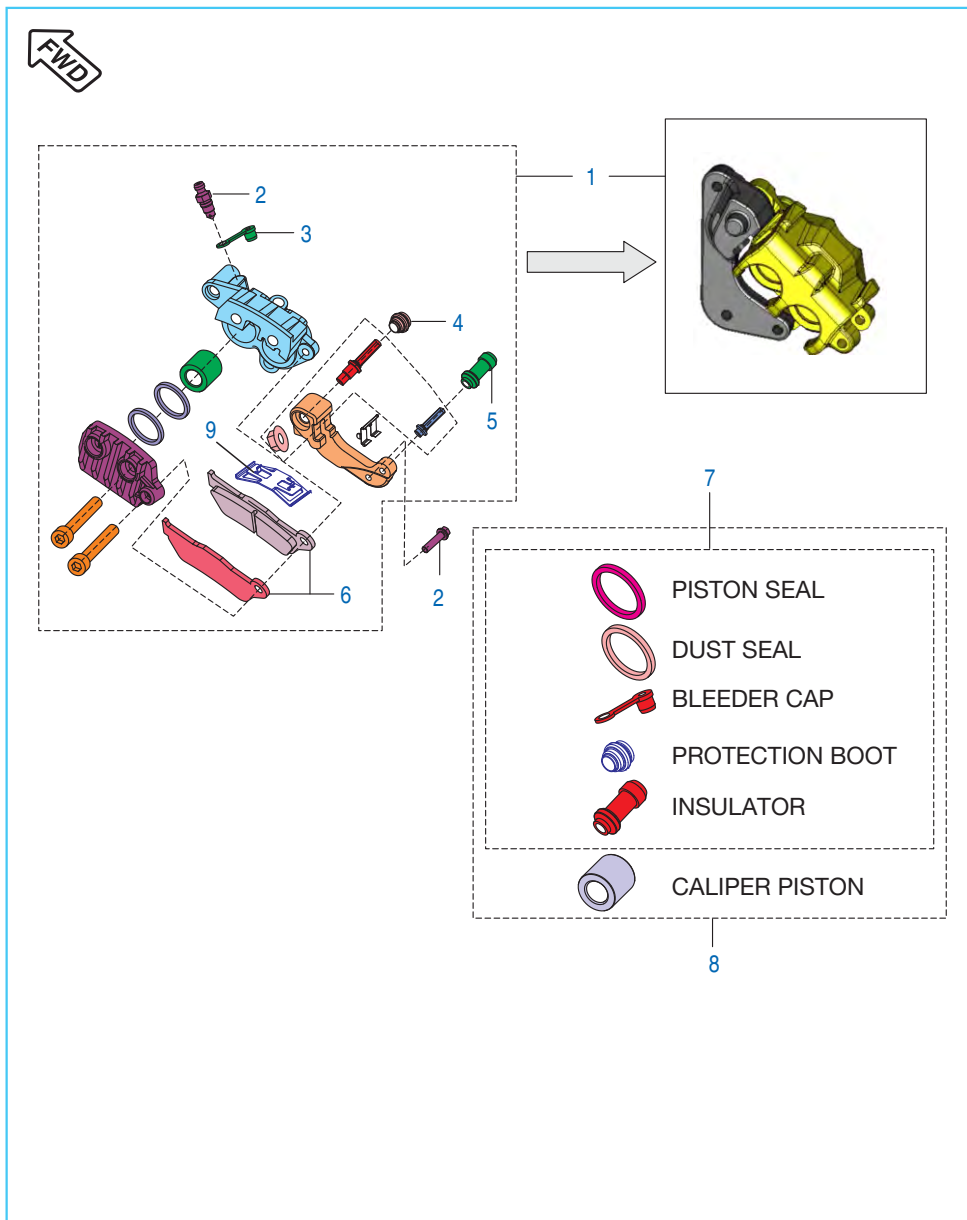 FWD
1
2
3
4
5
9
7
2
6
PISTON SEAL
DUST SEAL
BLEEDER CAP
PROTECTION BOOT
INSULATOR
CALIPER PISTON
8